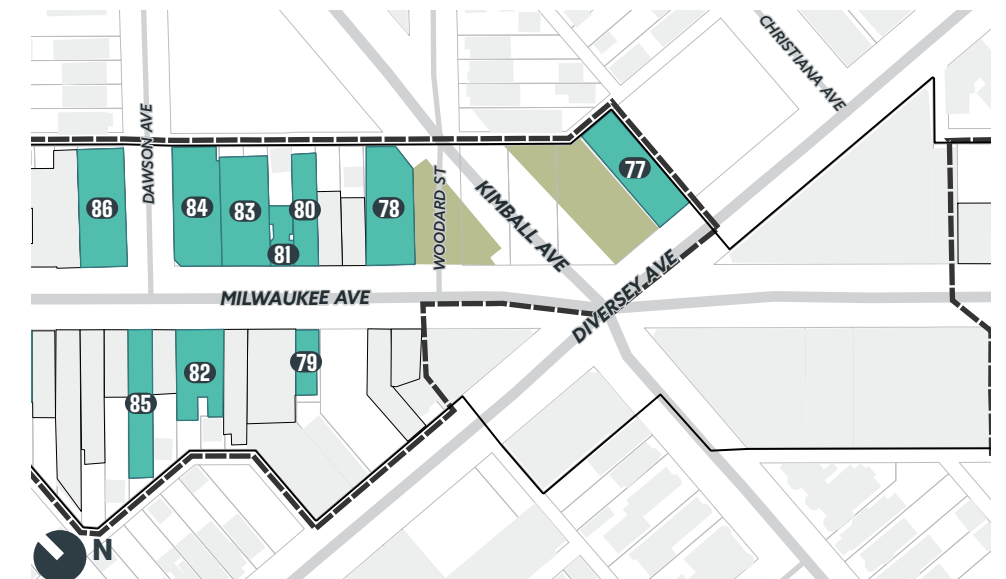 CHRISTIANA AVE
DAWSON AVE
WOODARD ST
KIMBALL AVE
77
86
84
83
80
78
81
DIVERSEY AVE
MILWAUKEE AVE
79
82
85
N